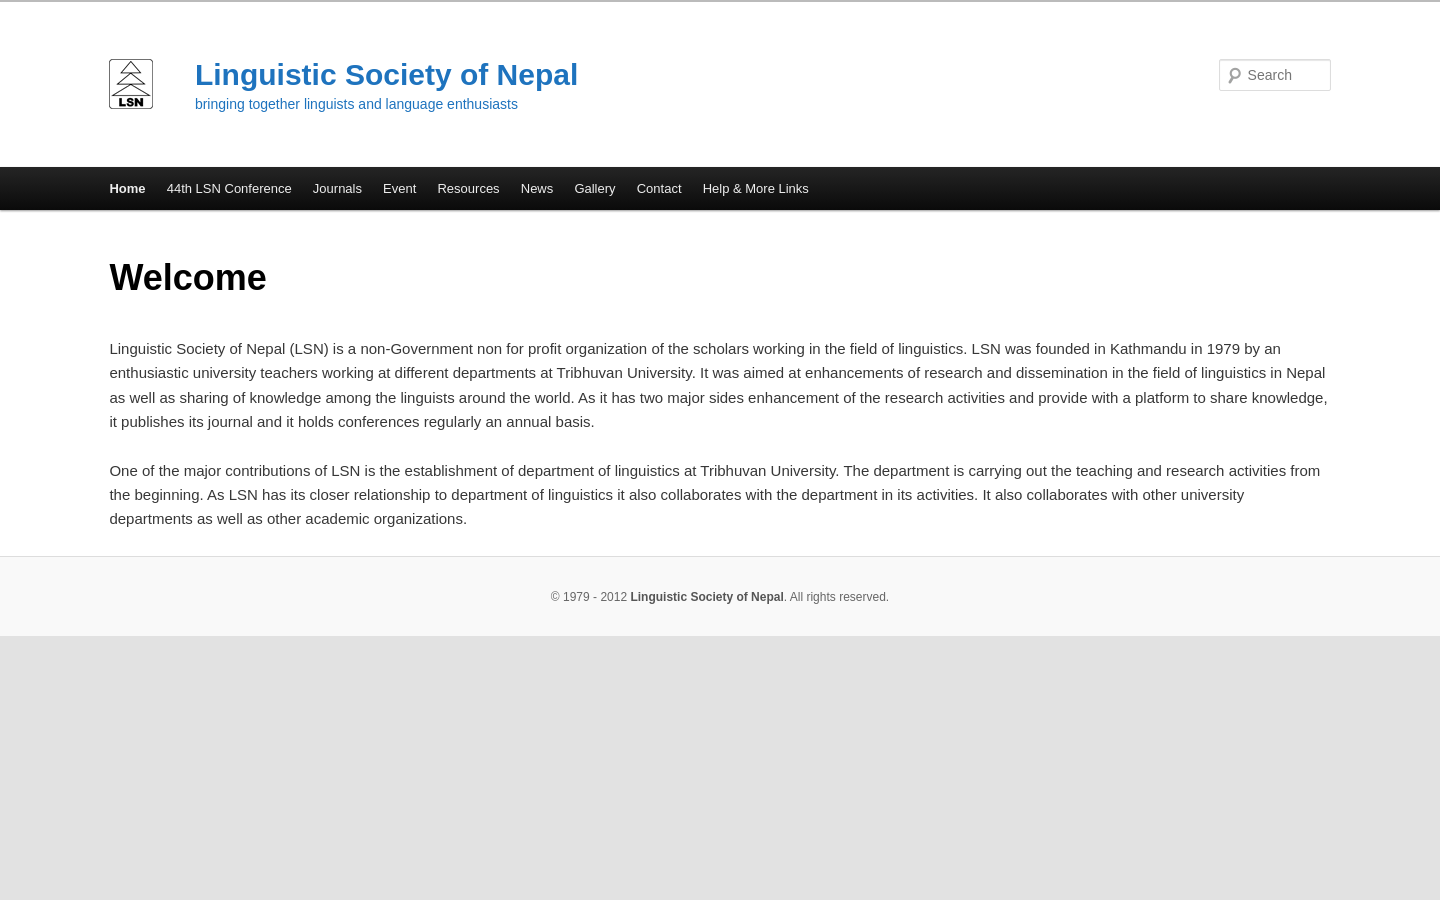 LSN
Linguistic Society of Nepal
bringing together linguists and language enthusiasts
Search
Home 44th LSN Conference Journals Event Resources News Gallery Contact Help & More Links
Welcome
Linguistic Society of Nepal (LSN) is a non-Government non for profit organization of the scholars working in the field of linguistics. LSN was founded in Kathmandu in 1979 by an
enthusiastic university teachers working at different departments at Tribhuvan University. It was aimed at enhancements of research and dissemination in the field of linguistics in Nepal
as well as sharing of knowledge among the linguists around the world. As it has two major sides enhancement of the research activities and provide with a platform to share knowledge,
it publishes its journal and it holds conferences regularly an annual basis.
One of the major contributions of LSN is the establishment of department of linguistics at Tribhuvan University. The department is carrying out the teaching and research activities from
the beginning. As LSN has its closer relationship to department of linguistics it also collaborates with the department in its activities. It also collaborates with other university
departments as well as other academic organizations.
© 1979 - 2012 Linguistic Society of Nepal. All rights reserved.